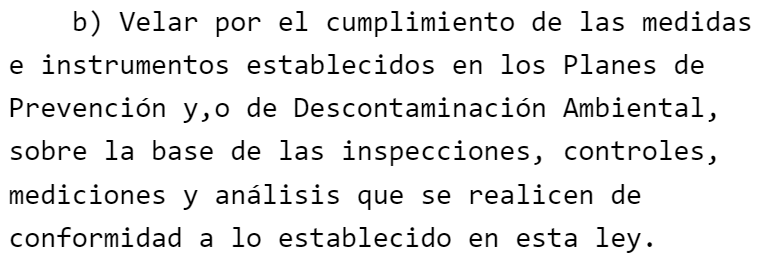 b) Velar por el cumplimiento de las medidas
e instrumentos establecidos en los Planes de
Prevención y,o de Descontaminación Ambiental,
sobre la base de las inspecciones, controles,
mediciones y análisis que se realicen de
conformidad a lo establecido en esta ley.